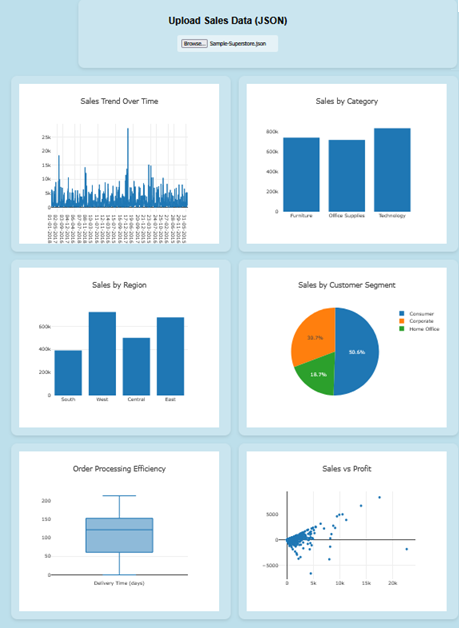 Upload Sales Data (JSON)
Browse... Sample-Superstore.json
Sales Trend Over Time
25k
20k
15k
10k
5k
0
Sales by Category
800k
600k
400k
200k
0
Furniture Office Supplies Technology
Sales by Region
600k
400k
200k
0
South West Central East
Sales by Customer Segment
Consumer
Corporate
Home Office
50.6%
18.7%
Order Processing Efficiency
200
150
100
50
0
Delivery Time (days)
Sales vs Profit
5000
0
−5000
0 5k 10k 15k 20k